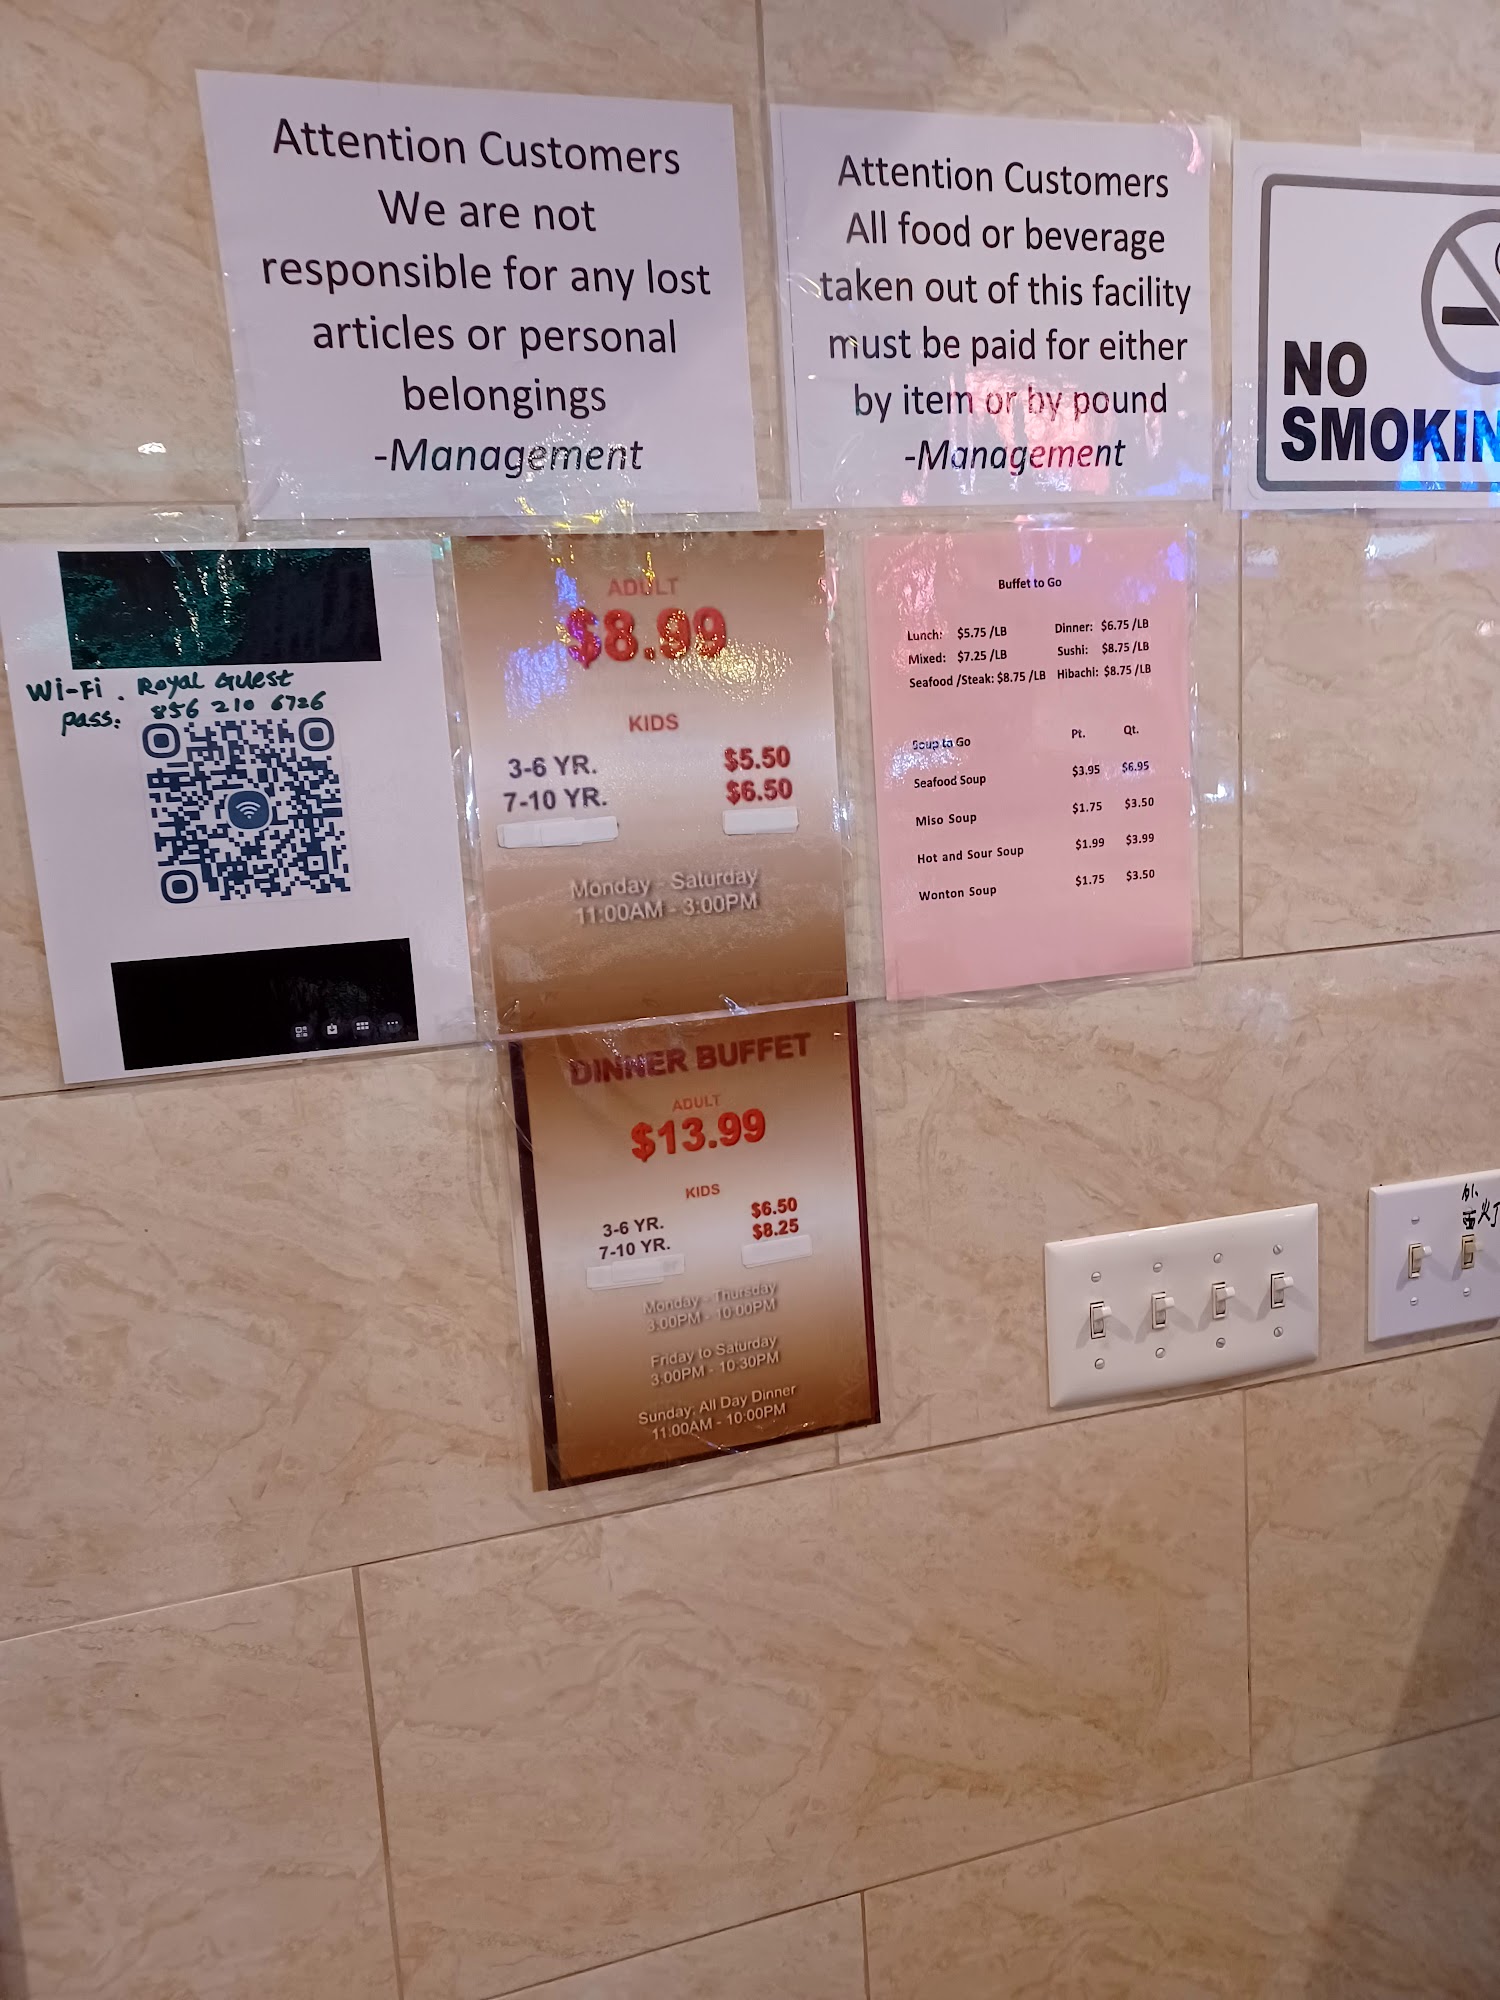 Attention Customers
We are not
responsible for any lost
articles or personal
belongings
-Management
Attention Customers
All food or beverage
taken out of this facility
must be paid for either
by item or by pound
-Management
NO
SMOKIN
Wi-Fi. Royal Guest
pass: 856 210 6726
ADULT
$8.99
KIDS
3-6 YR. $5.50
7-10 YR. $6.50
Monday - Saturday
11:00AM - 3:00PM
Buffet to Go
Lunch: $5.75 /LB Dinner: $6.75 /LB
Mixed: $7.25 /LB Sushi: $8.75 /LB
Seafood /Steak: $8.75 /LB Hibachi: $8.75 /LB
Soup to Go Pt. Qt.
Seafood Soup $3.95 $6.95
Miso Soup $1.75 $3.50
Hot and Sour Soup $1.99 $3.99
Wonton Soup $1.75 $3.50
DINNER BUFFET
ADULT
$13.99
KIDS
3-6 YR. $6.50
7-10 YR. $8.25
Monday - Thursday
3:00PM - 10:00PM
Friday to Saturday
3:00PM - 10:30PM
Sunday: All Day Dinner
11:00AM - 10:00PM